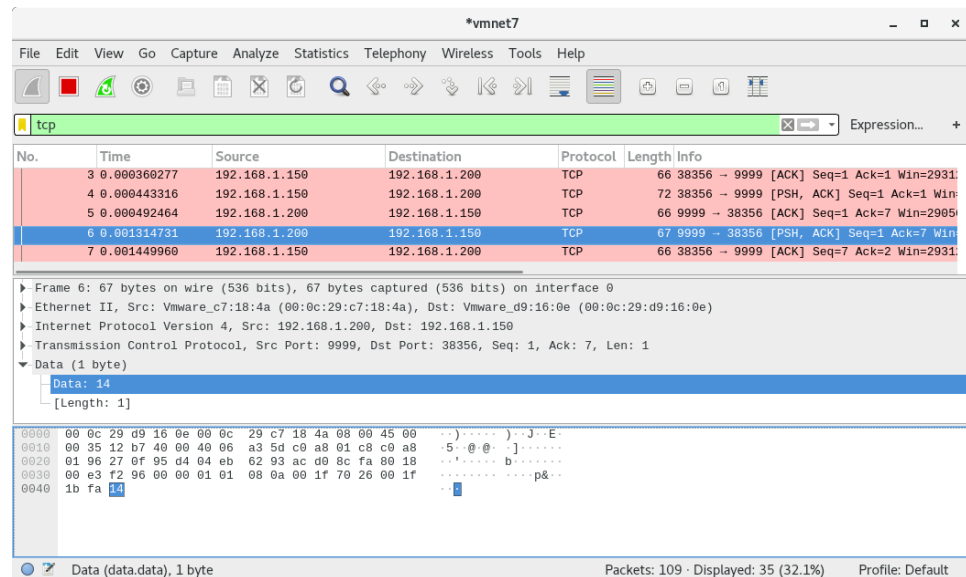 *vmnet7
File Edit View Go Capture Analyze Statistics Telephony Wireless Tools Help
tcp Expression... +
No. Time Source Destination Protocol Length Info
3 0.000360277 192.168.1.150 192.168.1.200 TCP 66 38356 → 9999 [ACK] Seq=1 Ack=1 Win=2931
4 0.000443316 192.168.1.150 192.168.1.200 TCP 72 38356 → 9999 [PSH, ACK] Seq=1 Ack=1 Win=
5 0.000492464 192.168.1.200 192.168.1.150 TCP 66 9999 → 38356 [ACK] Seq=1 Ack=7 Win=2905
6 0.001314731 192.168.1.200 192.168.1.150 TCP 67 9999 → 38356 [PSH, ACK] Seq=1 Ack=7 Win=
7 0.001449960 192.168.1.150 192.168.1.200 TCP 66 38356 → 9999 [ACK] Seq=7 Ack=2 Win=2931
Frame 6: 67 bytes on wire (536 bits), 67 bytes captured (536 bits) on interface 0
Ethernet II, Src: Vmware_c7:18:4a (00:0c:29:c7:18:4a), Dst: Vmware_d9:16:0e (00:0c:29:d9:16:0e)
Internet Protocol Version 4, Src: 192.168.1.200, Dst: 192.168.1.150
Transmission Control Protocol, Src Port: 9999, Dst Port: 38356, Seq: 1, Ack: 7, Len: 1
Data (1 byte)
Data: 14
[Length: 1]
0000 00 0c 29 d9 16 0e 00 0c 29 c7 18 4a 08 00 45 00 ··)····· )··J··E·
0010 00 35 12 b7 40 00 40 06 a3 5d c0 a8 01 c8 c0 a8 ·5··@·@· ·]······
0020 01 96 27 0f 95 d4 04 eb 62 93 ac d0 8c fa 80 18 ··'····· b·······
0030 00 e3 f2 96 00 00 01 01 08 0a 00 1f 70 26 00 1f ········ ····p&··
0040 1b fa 14 ···
Data (data.data), 1 byte Packets: 109 · Displayed: 35 (32.1%) Profile: Default